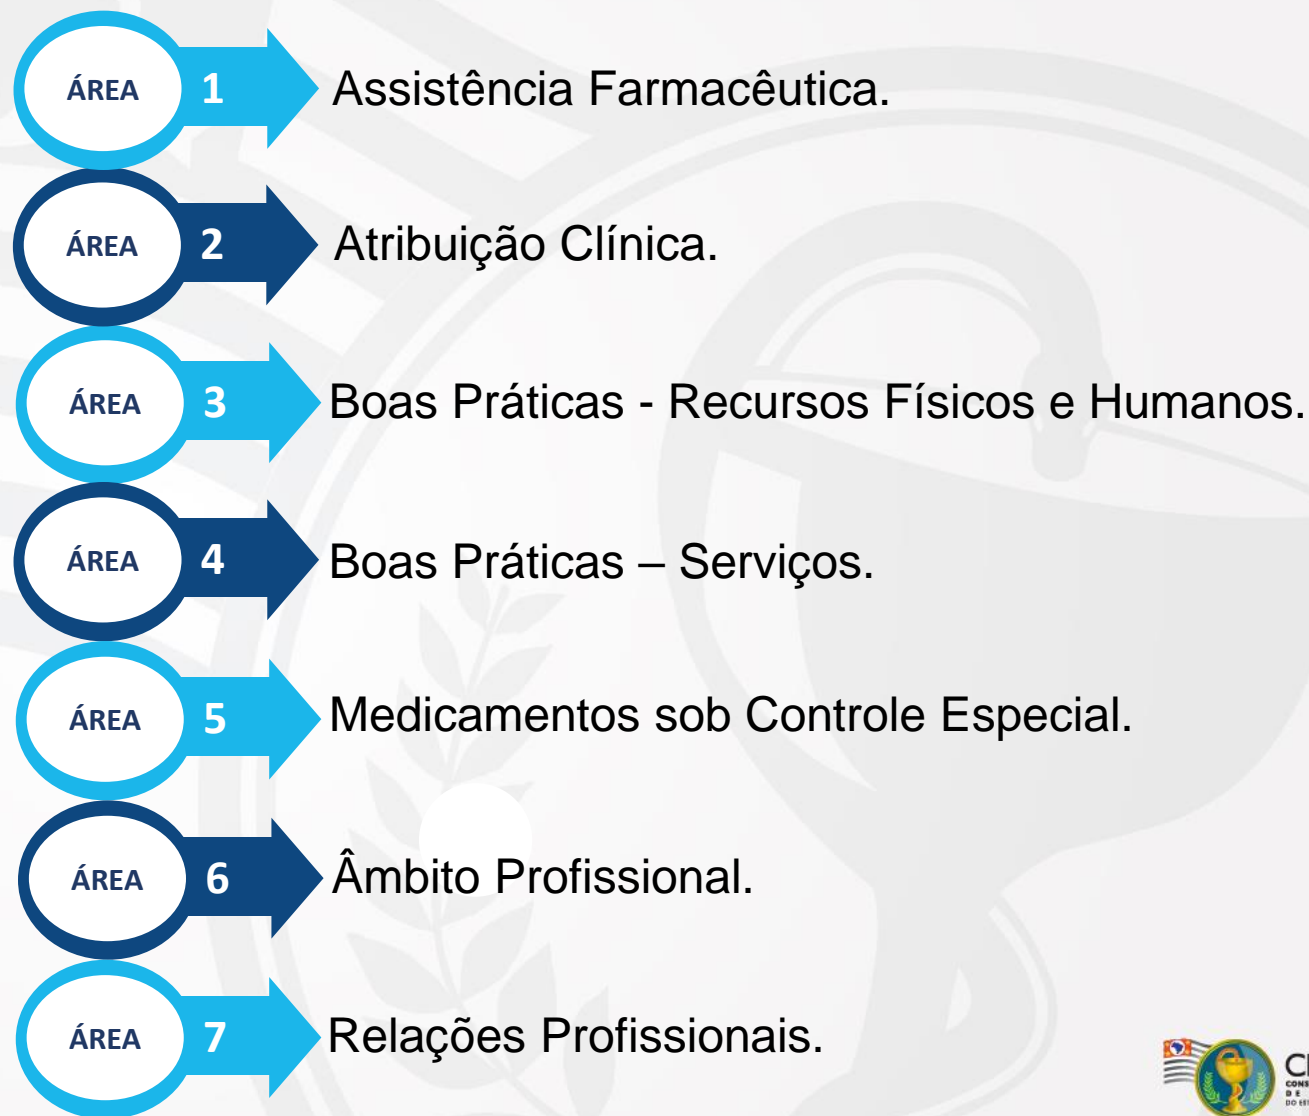 ÁREA 1 Assistência Farmacêutica.
ÁREA 2 Atribuição Clínica.
ÁREA 3 Boas Práticas - Recursos Físicos e Humanos.
ÁREA 4 Boas Práticas – Serviços.
ÁREA 5 Medicamentos sob Controle Especial.
ÁREA 6 Âmbito Profissional.
ÁREA 7 Relações Profissionais.